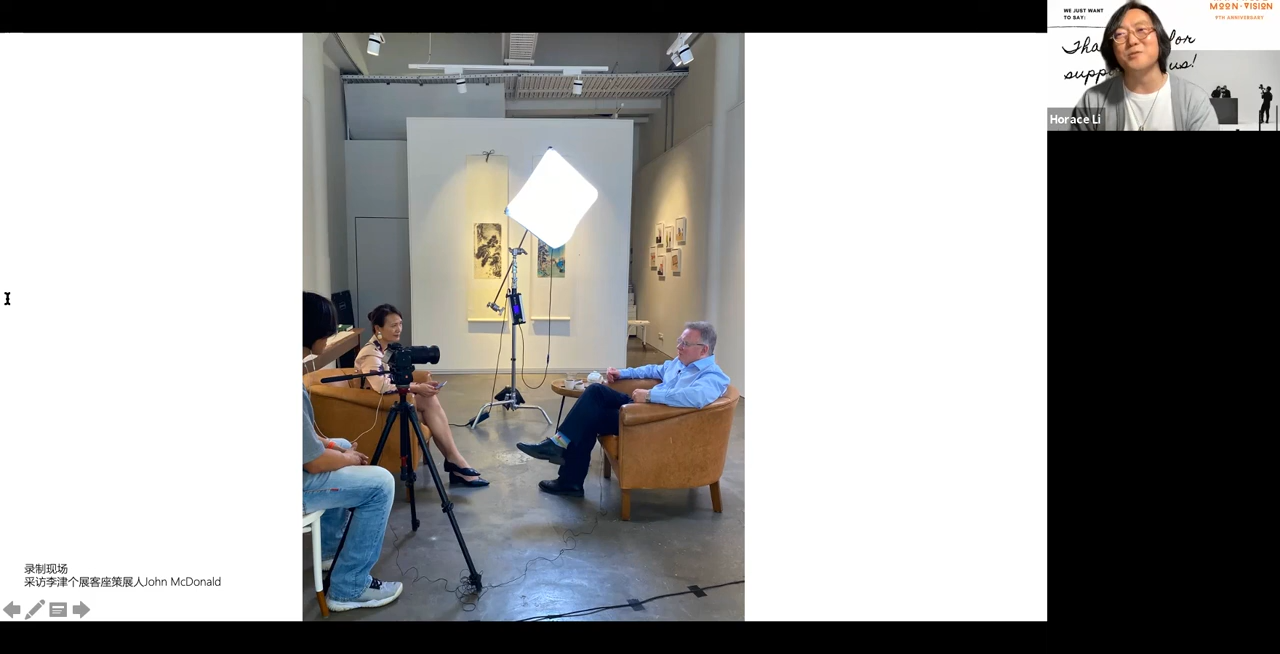 WE JUST WANT
TO SAY:
MOON·VISION
5TH ANNIVERSARY
Tha for
supp us!
Horace Li
录制现场
采访李津个展客座策展人John McDonald